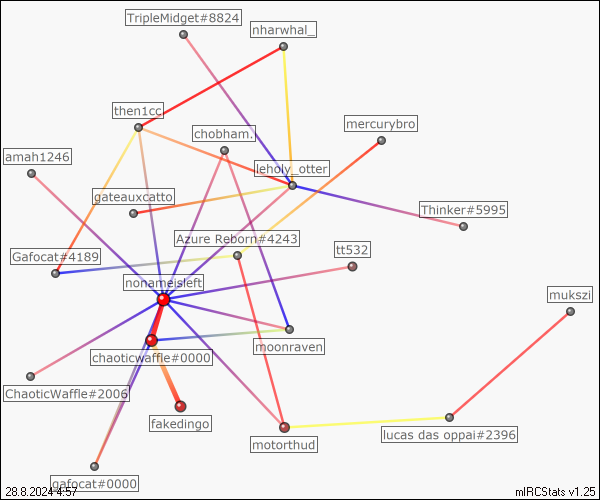 TripleMidget#8824
nharwhal_
then1cc
mercurybro
chobham.
amah1246
leholy_otter
gateauxcatto
Thinker#5995
Azure Reborn#4243
tt532
Gafocat#4189
nonameisleft
mukszi
moonraven
chaoticwaffle#0000
ChaoticWaffle#2006
fakedingo
lucas das oppai#2396
motorthud
gafocat#0000
28.8.2024 4:57
mIRCStats v1.25